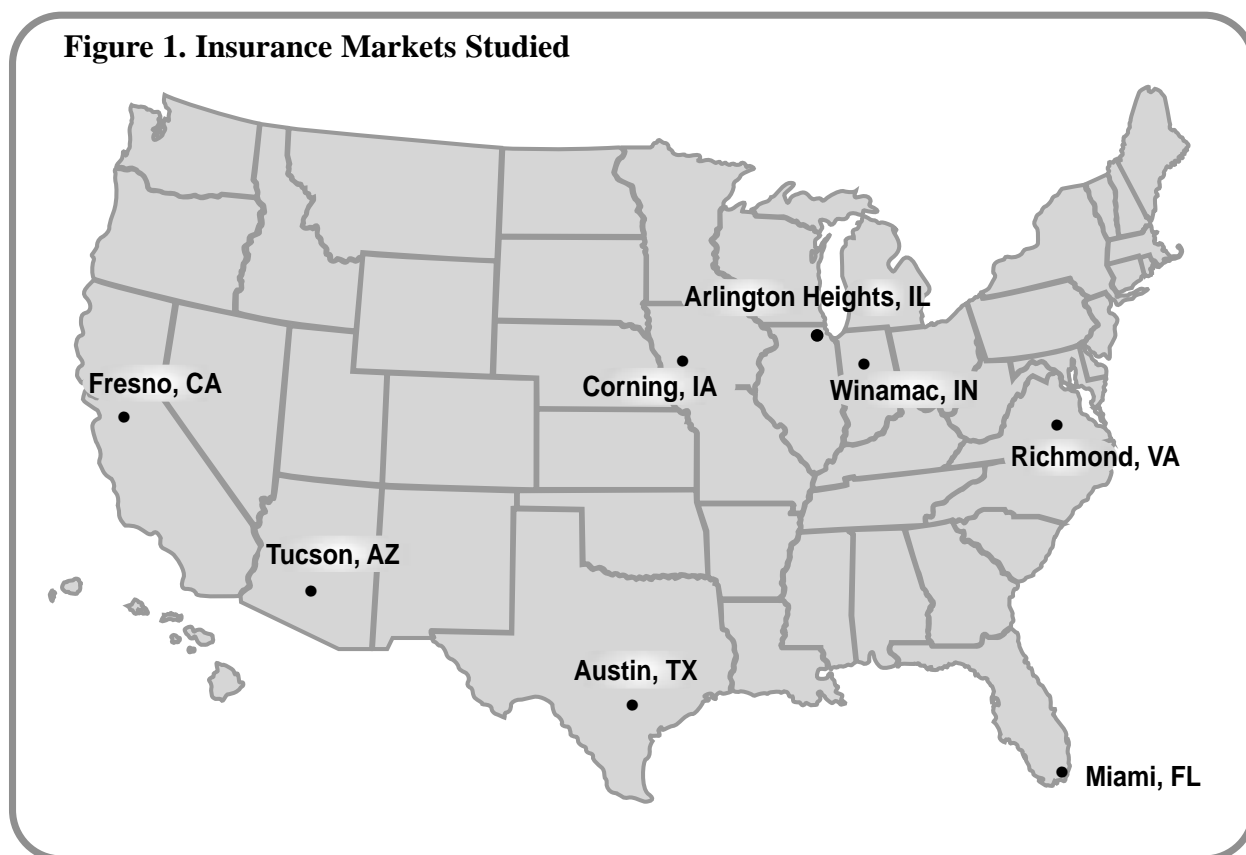 Figure 1. Insurance Markets Studied
Arlington Heights, IL
Fresno, CA
Corning, IA
Winamac, IN
Richmond, VA
Tucson, AZ
Austin, TX
Miami, FL